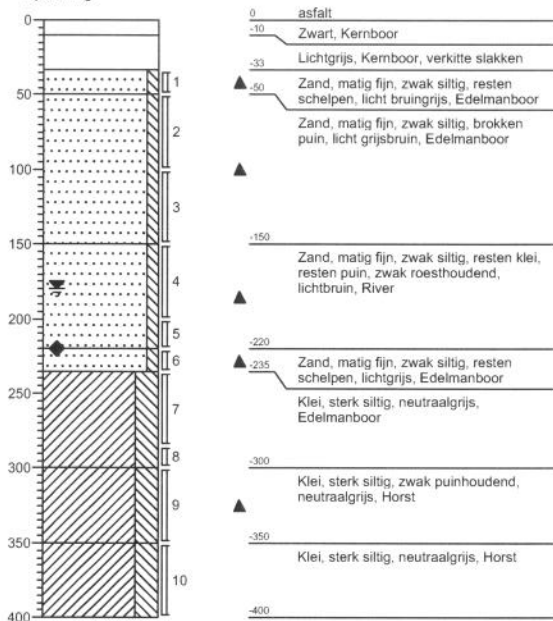 0
50
100
150
200
250
300
350
400
1
2
3
4
5
6
7
8
9
10
0 asfalt
-10
Zwart, Kernboor
Lichtgrijs, Kernboor, verkitte slakken
-33
Zand, matig fijn, zwak siltig, resten
schelpen, licht bruingrijs, Edelmanboor
-50
Zand, matig fijn, zwak siltig, brokken
puin, licht grijsbruin, Edelmanboor
-150
Zand, matig fijn, zwak siltig, resten klei,
resten puin, zwak roesthoudend,
lichtbruin, River
-220
Zand, matig fijn, zwak siltig, resten
schelpen, lichtgrijs, Edelmanboor
-235
Klei, sterk siltig, neutraalgrijs,
Edelmanboor
-300
Klei, sterk siltig, zwak puinhoudend,
neutraalgrijs, Horst
-350
Klei, sterk siltig, neutraalgrijs, Horst
-400